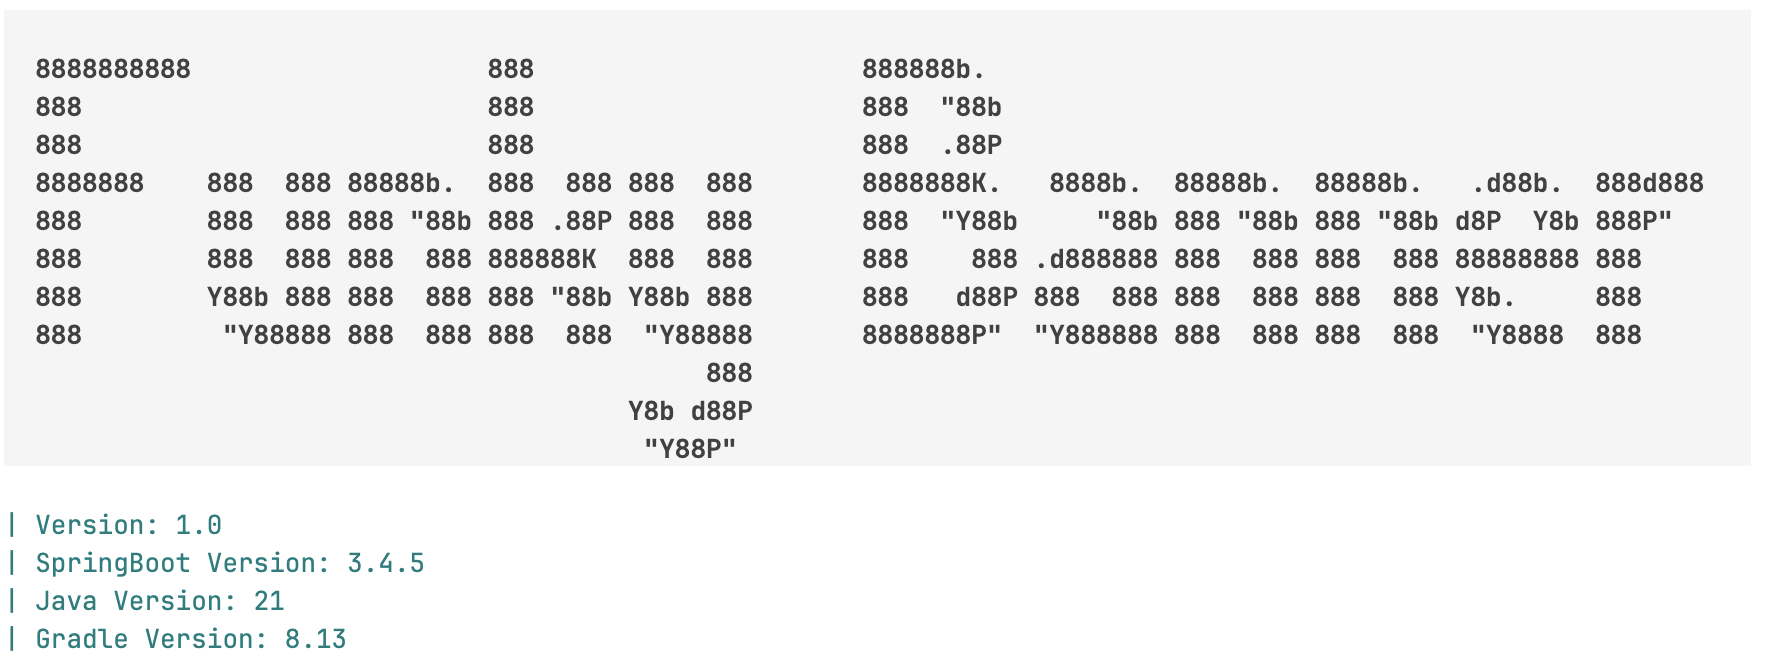 8888888888                   888                     888888b.
888                          888                     888  "88b
888                          888                     888  .88P
8888888    888  888 88888b.  888  888 888  888       8888888K.   8888b.  88888b.  88888b.   .d88b.  888d888
888        888  888 888 "88b 888 .88P 888  888       888  "Y88b     "88b 888 "88b 888 "88b d8P  Y8b 888P"
888        888  888 888  888 888888K  888  888       888    888 .d888888 888  888 888  888 88888888 888
888        Y88b 888 888  888 888 "88b Y88b 888       888   d88P 888  888 888  888 888  888 Y8b.     888
888         "Y88888 888  888 888  888  "Y88888       8888888P"  "Y888888 888  888 888  888  "Y8888  888
                                           888
                                      Y8b d88P
                                       "Y88P"
| Version: 1.0
| SpringBoot Version: 3.4.5
| Java Version: 21
| Gradle Version: 8.13